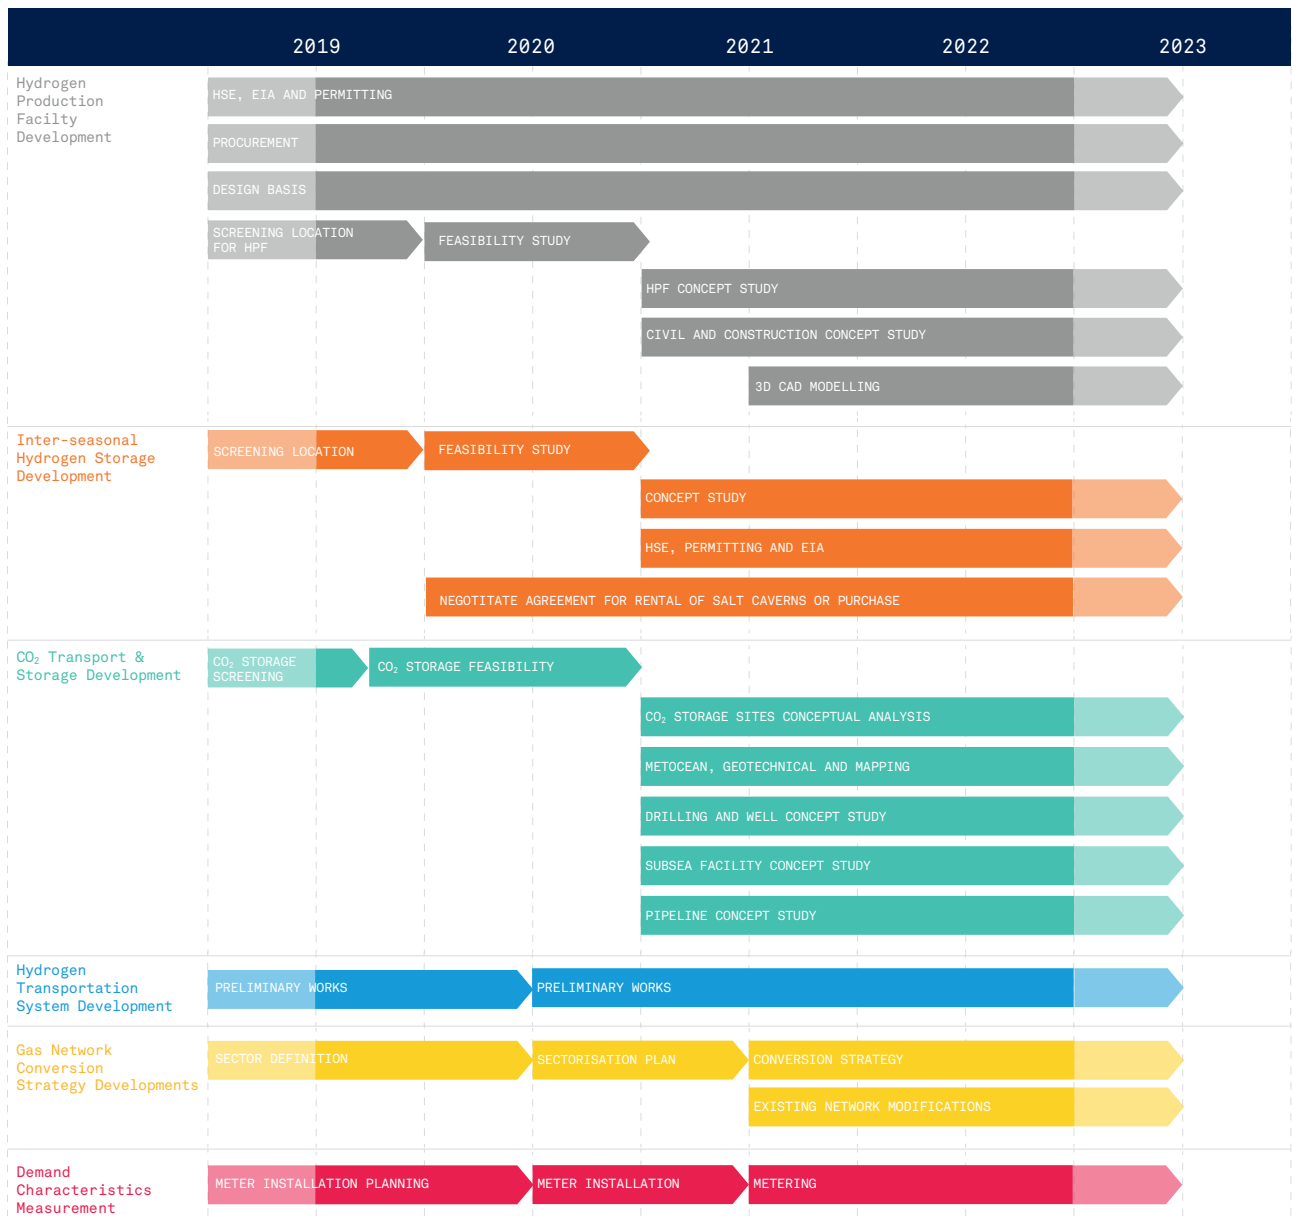 2019 2020 2021 2022 2023
Hydrogen
Production
Facilty
Development
HSE, EIA AND PERMITTING
PROCUREMENT
DESIGN BASIS
SCREENING LOCATION
FOR HPF
FEASIBILITY STUDY
HPF CONCEPT STUDY
CIVIL AND CONSTRUCTION CONCEPT STUDY
3D CAD MODELLING
Inter-seasonal
Hydrogen Storage
Development
SCREENING LOCATION
FEASIBILITY STUDY
CONCEPT STUDY
HSE, PERMITTING AND EIA
NEGOTITATE AGREEMENT FOR RENTAL OF SALT CAVERNS OR PURCHASE
CO₂ Transport &
Storage Development
CO₂ STORAGE
SCREENING
CO₂ STORAGE FEASIBILITY
CO₂ STORAGE SITES CONCEPTUAL ANALYSIS
METOCEAN, GEOTECHNICAL AND MAPPING
DRILLING AND WELL CONCEPT STUDY
SUBSEA FACILITY CONCEPT STUDY
PIPELINE CONCEPT STUDY
Hydrogen
Transportation
System Development
PRELIMINARY WORKS
PRELIMINARY WORKS
Gas Network
Conversion
Strategy Developments
SECTOR DEFINITION
SECTORISATION PLAN
CONVERSION STRATEGY
EXISTING NETWORK MODIFICATIONS
Demand
Characteristics
Measurement
METER INSTALLATION PLANNING
METER INSTALLATION
METERING